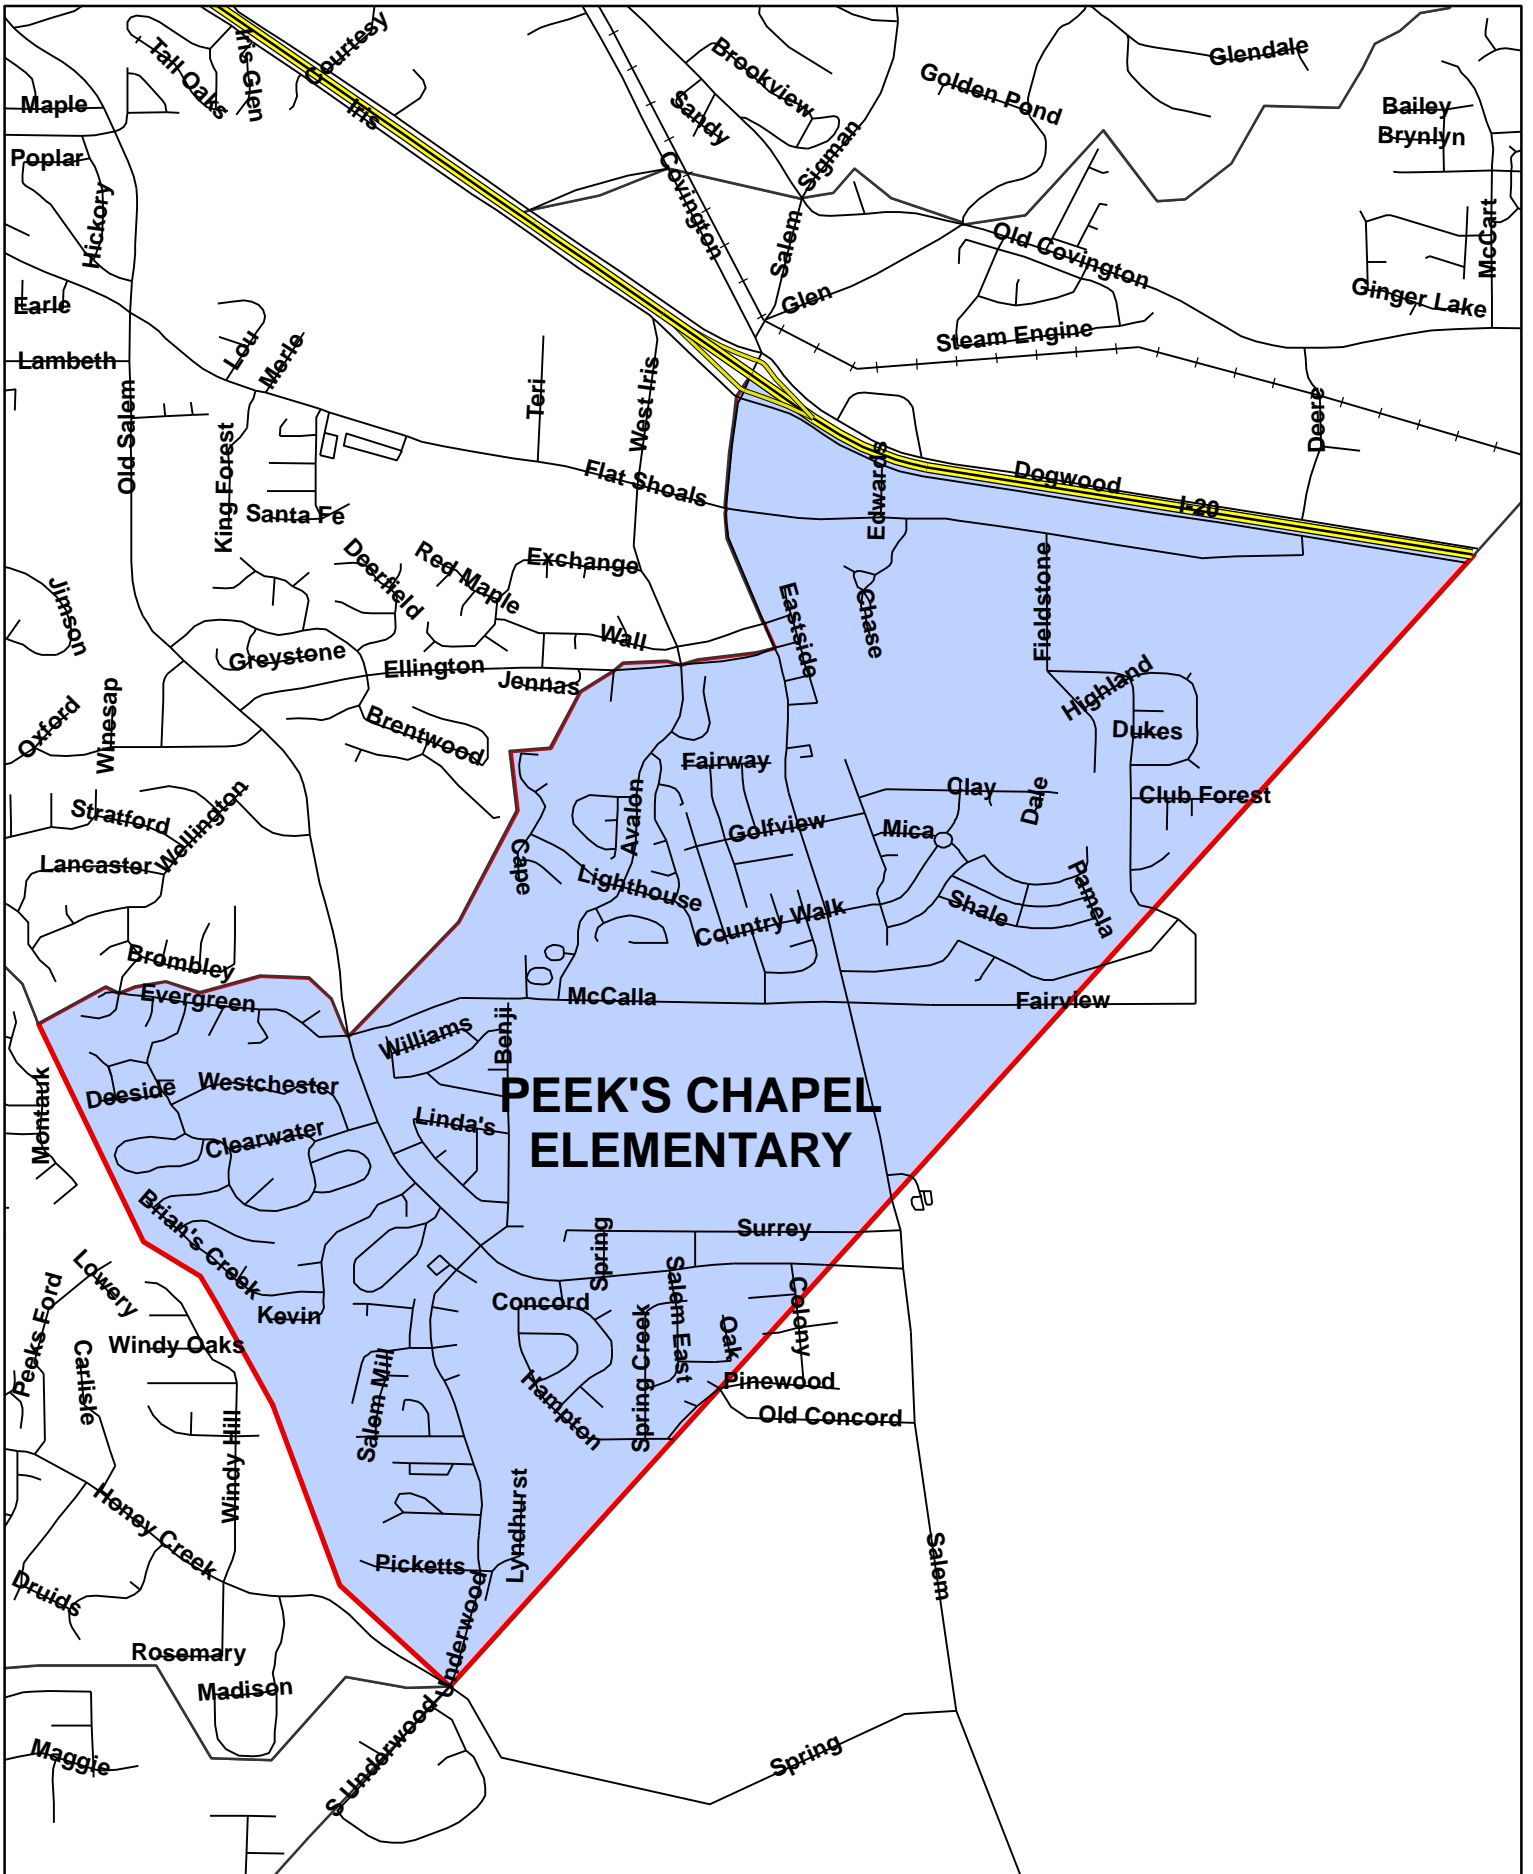 Tall Oaks
Iris Glen
Courtesy
Iris
Brookview
Sandy
Golden Pond
Glendale
Maple
Bailey
Brynlyn
Poplar
Hickory
Covington
Sigman
Salem
Old Covington
McCart
Glen
Ginger Lake
Earle
Steam Engine
Lambeth
Lou
Merle
Teri
West Iris
Old Salem
Deere
King Forest
Flat Shoals
Edwards
Dogwood
I-20
Santa Fe
Deerfield
Red Maple
Exchange
Jimson
Eastside
Chase
Fieldstone
Greystone
Ellington
Wall
Jennas
Highland
Oxford
Winesap
Brentwood
Dukes
Fairway
Clay
Dale
Club Forest
Stratford
Wellington
Avalon
Golfview
Mica
Lancaster
Cape
Lighthouse
Shale
Pamela
Country Walk
Brombley
Evergreen
McCalla
Fairview
Williams
Benji
Montauk
Deeside
Westchester
PEEK'S CHAPEL
ELEMENTARY
Linda's
Clearwater
Brian's Creek
Surrey
Spring
Salem East
Lowery
Peeks Ford
Kevin
Concord
Colony
Windy Oaks
Carlisle
Spring Creek
Oak
Salem Mill
Hampton
Pinewood
Old Concord
Windy Hill
Honey Creek
Lyndhurst
Salem
Picketts
Druids
Underwood
Rosemary
Madison
S Underwood
Maggie
Spring